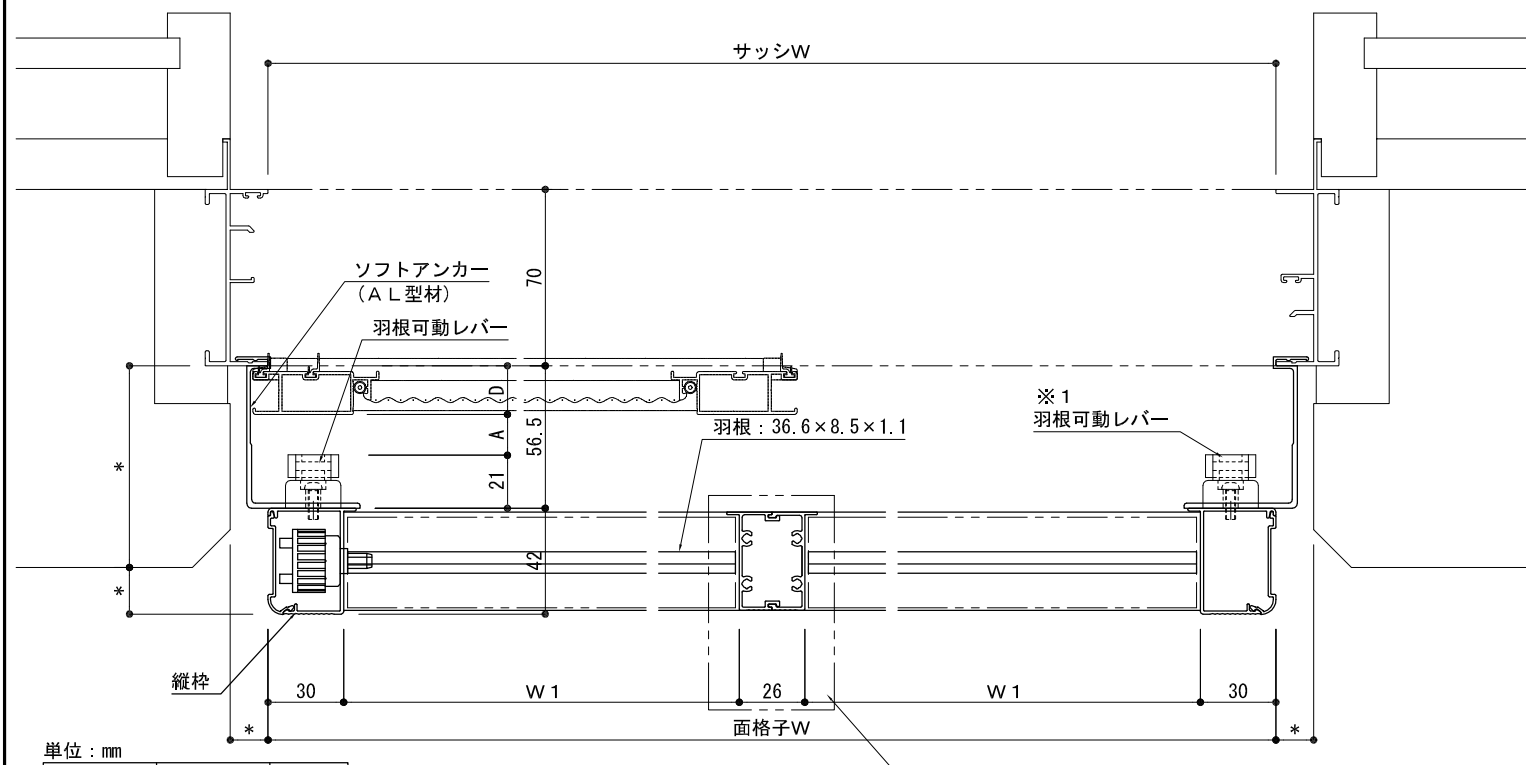 サッシW
70
ソフトアンカー
(AL型材)
羽根可動レバー
D
A
56.5
21
羽根：36.6×8.5×1.1
※1
羽根可動レバー
*
*
42
縦枠
30
W1
26
W1
30
*
面格子W
*
単位：mm